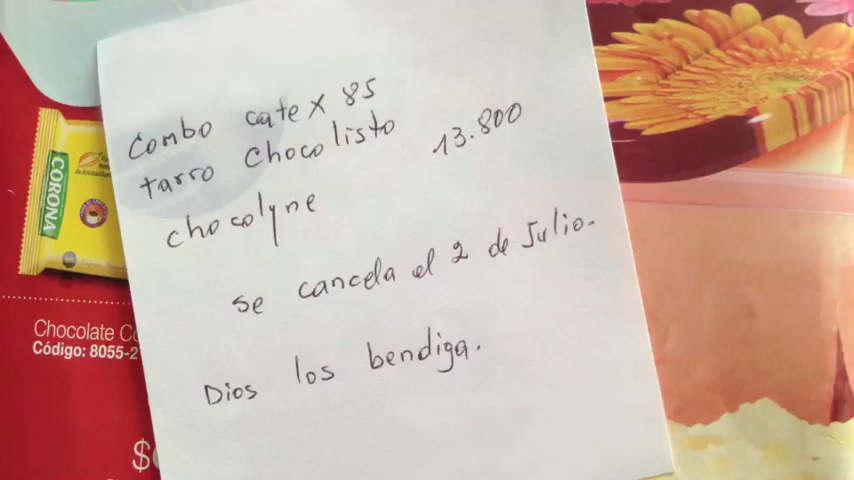 combo cafe x 85
tarro chocolisto 13.800
chocolyne
se cancela el 2 de Julio.
Dios los bendiga.
CORONA
Chocolate Co
Código: 8055-2
$